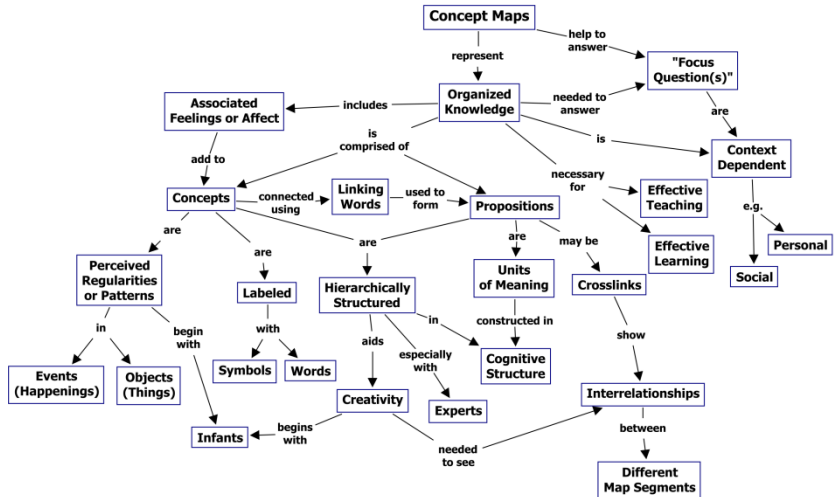 Concept Maps
help to
answer
represent
"Focus
Question(s)"
Organized
Knowledge
Associated
Feelings or Affect
includes
needed to
answer
are
is
comprised of
is
Context
Dependent
add to
necessary
for
Linking
Words
Concepts
connected
using
used to
form
Propositions
Effective
Teaching
e.g.
are
are
are
are
may be
Effective
Learning
Personal
Social
Perceived
Regularities
or Patterns
Labeled
Hierarchically
Structured
Units
of Meaning
Crosslinks
in
begin
with
with
aids
in
constructed in
show
especially
with
Events
(Happenings)
Objects
(Things)
Symbols
Words
Cognitive
Structure
Creativity
Experts
Interrelationships
Infants
begins
with
needed
to see
between
Different
Map Segments